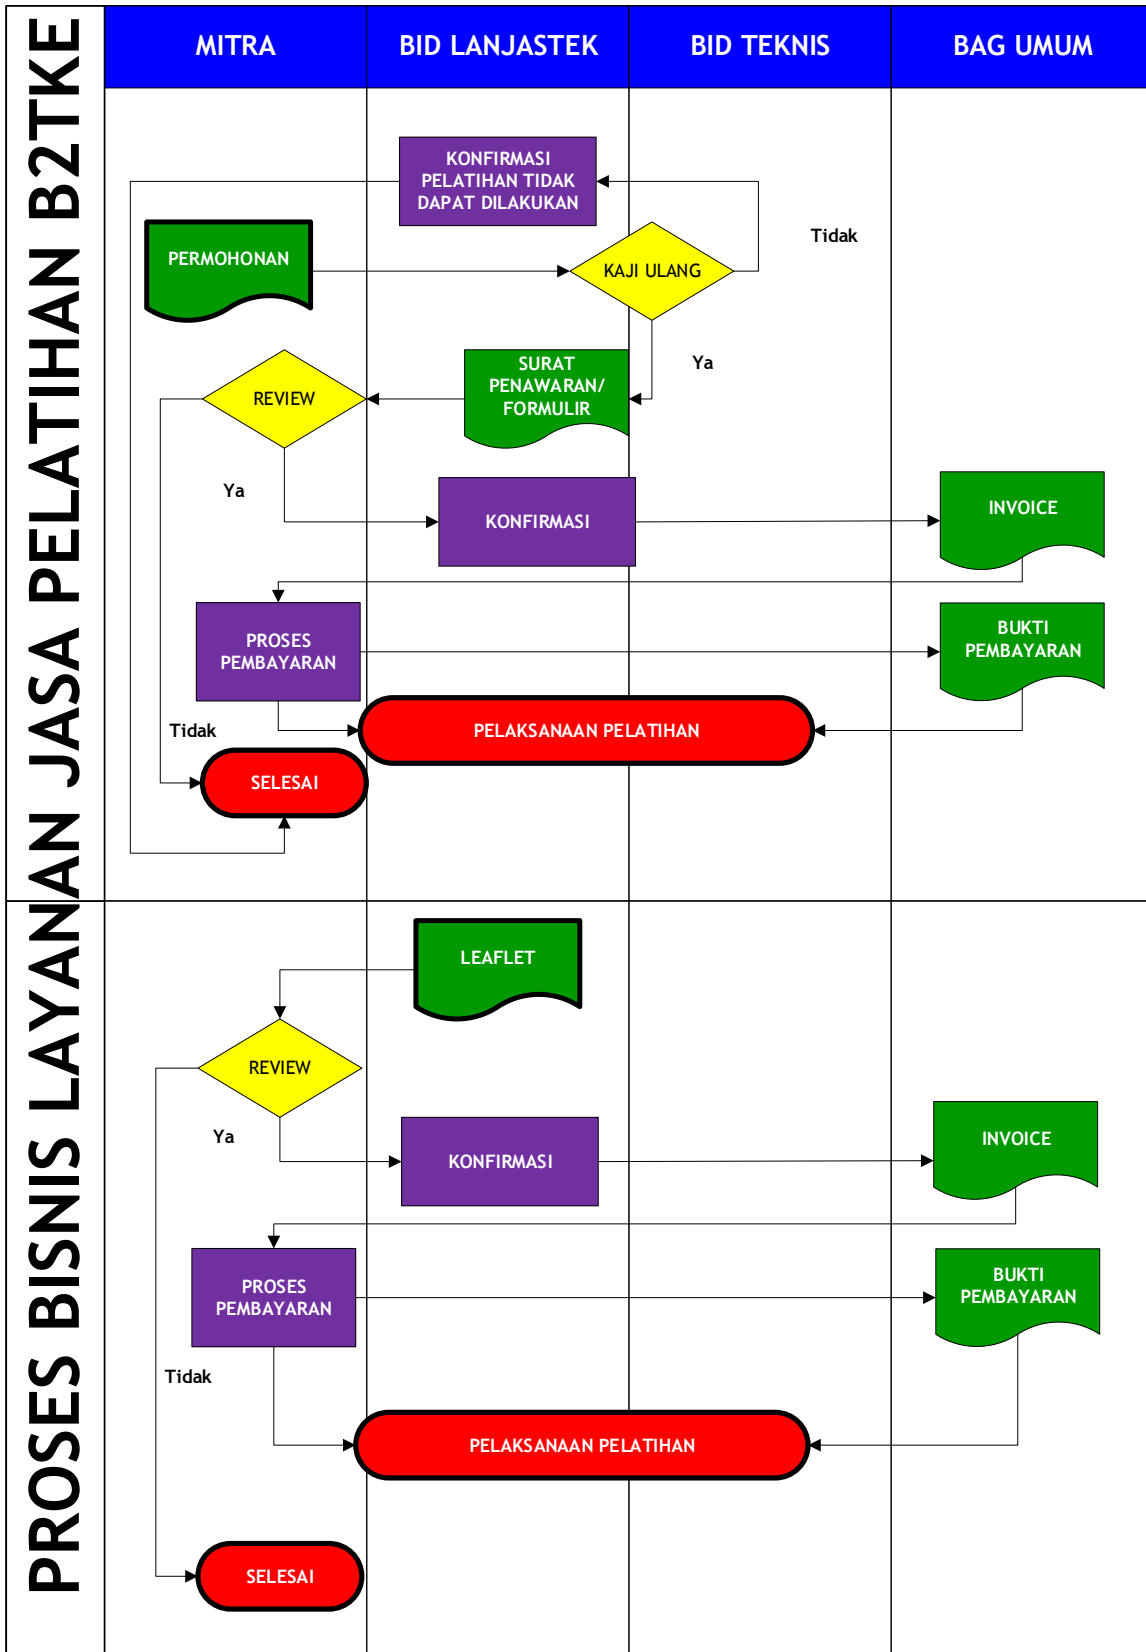 PROSES BISNIS LAYANAN JASA PELATIHAN B2TKE
MITRA
BID LANJASTEK
BID TEKNIS
BAG UMUM
KONFIRMASI
PELATIHAN TIDAK
DAPAT DILAKUKAN
Tidak
PERMOHONAN
KAJI ULANG
Ya
SURAT
PENAWARAN/
FORMULIR
REVIEW
Ya
KONFIRMASI
INVOICE
PROSES
PEMBAYARAN
BUKTI
PEMBAYARAN
Tidak
PELAKSANAAN PELATIHAN
SELESAI
LEAFLET
REVIEW
Ya
KONFIRMASI
INVOICE
PROSES
PEMBAYARAN
BUKTI
PEMBAYARAN
Tidak
PELAKSANAAN PELATIHAN
SELESAI